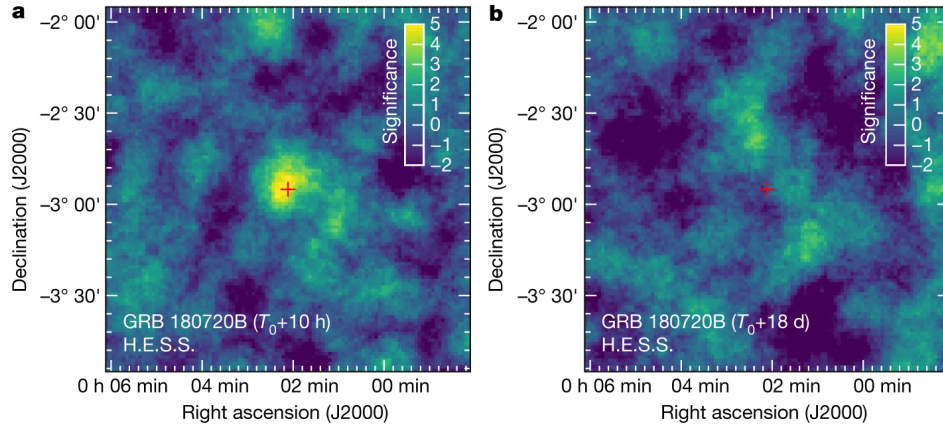 a
−2° 00'
−2° 30'
−3° 00'
−3° 30'
Declination (J2000)
Significance
5
4
3
2
1
0
−1
−2
GRB 180720B (T0+10 h)
H.E.S.S.
0 h 06 min 04 min 02 min 00 min
Right ascension (J2000)
b
−2° 00'
−2° 30'
−3° 00'
−3° 30'
Declination (J2000)
Significance
5
4
3
2
1
0
−1
−2
GRB 180720B (T0+18 d)
H.E.S.S.
0 h 06 min 04 min 02 min 00 min
Right ascension (J2000)